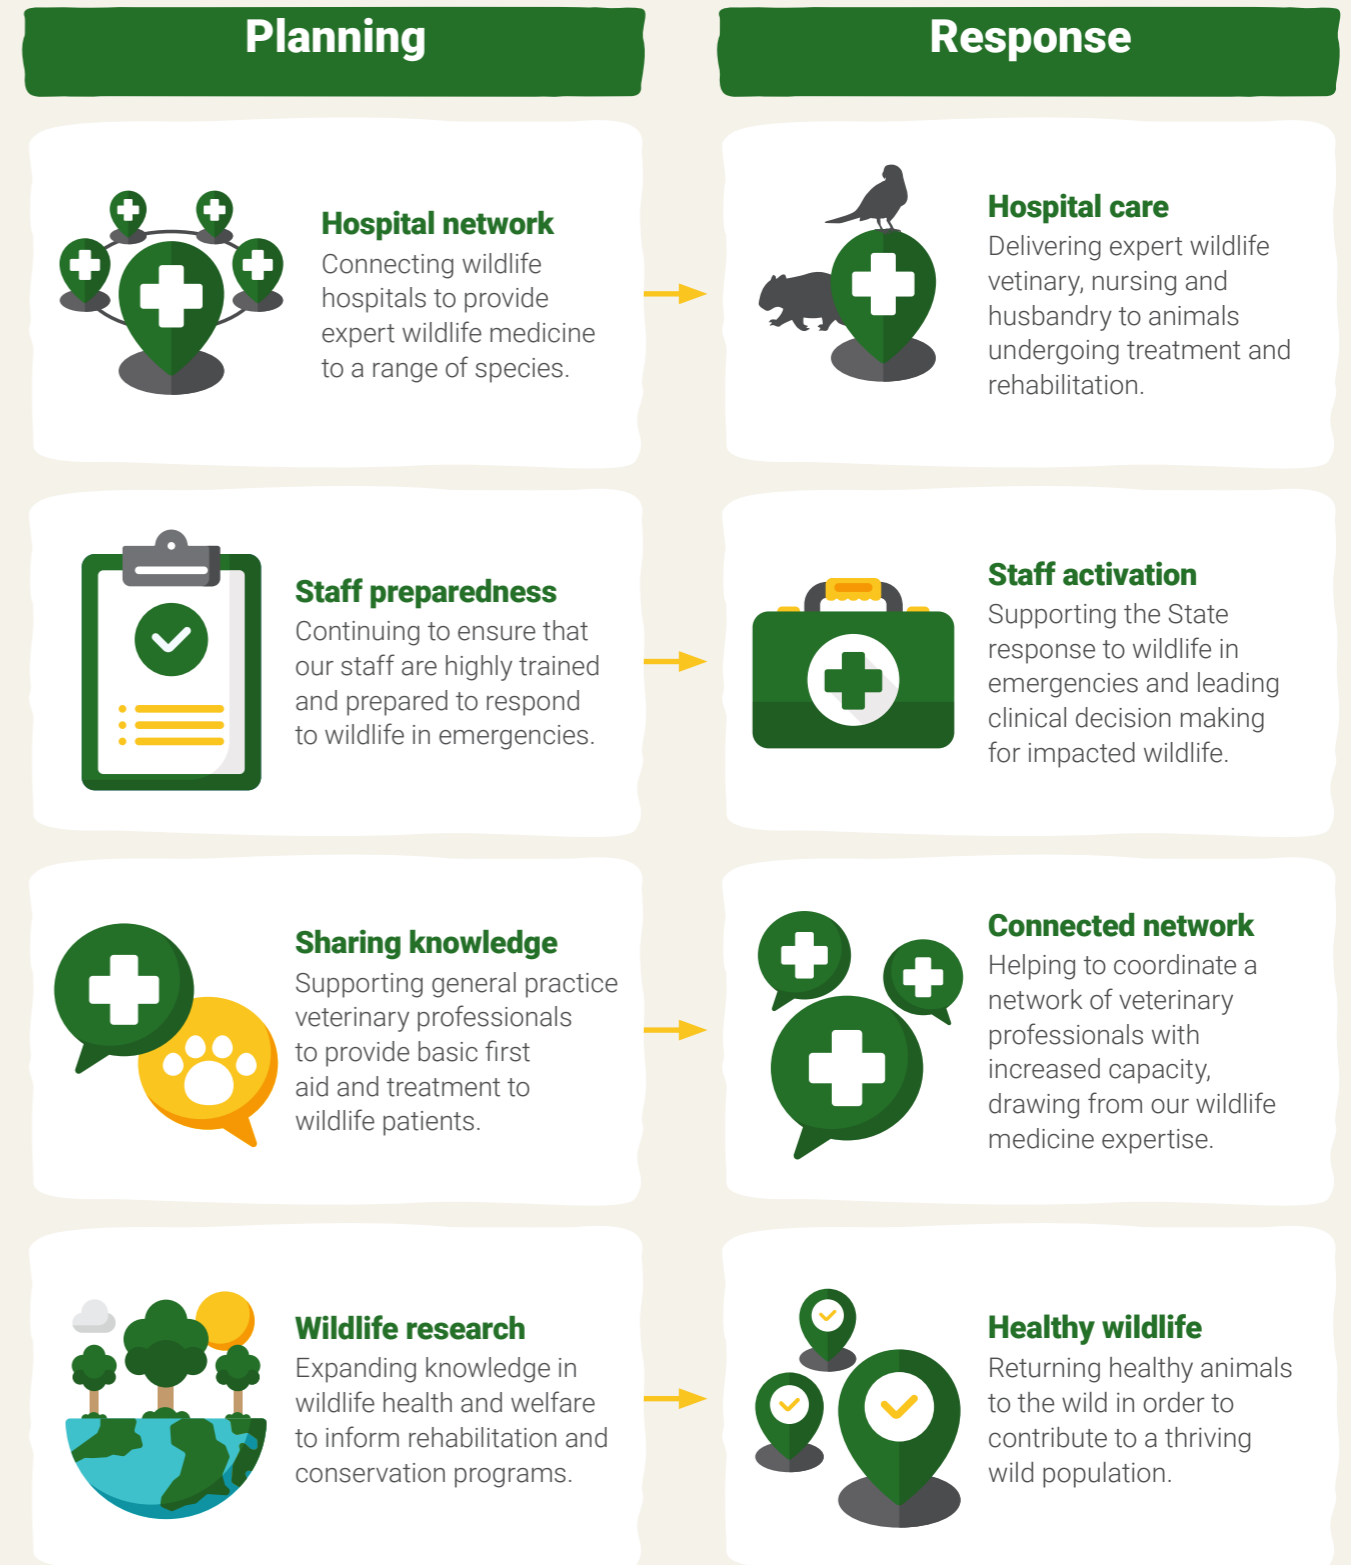 Planning
Response
Hospital network
Connecting wildlife
hospitals to provide
expert wildlife medicine
to a range of species.
Hospital care
Delivering expert wildlife
vetinary, nursing and
husbandry to animals
undergoing treatment and
rehabilitation.
Staff preparedness
Continuing to ensure that
our staff are highly trained
and prepared to respond
to wildlife in emergencies.
Staff activation
Supporting the State
response to wildlife in
emergencies and leading
clinical decision making
for impacted wildlife.
Sharing knowledge
Supporting general practice
veterinary professionals
to provide basic first
aid and treatment to
wildlife patients.
Connected network
Helping to coordinate a
network of veterinary
professionals with
increased capacity,
drawing from our wildlife
medicine expertise.
Wildlife research
Expanding knowledge in
wildlife health and welfare
to inform rehabilitation and
conservation programs.
Healthy wildlife
Returning healthy animals
to the wild in order to
contribute to a thriving
wild population.